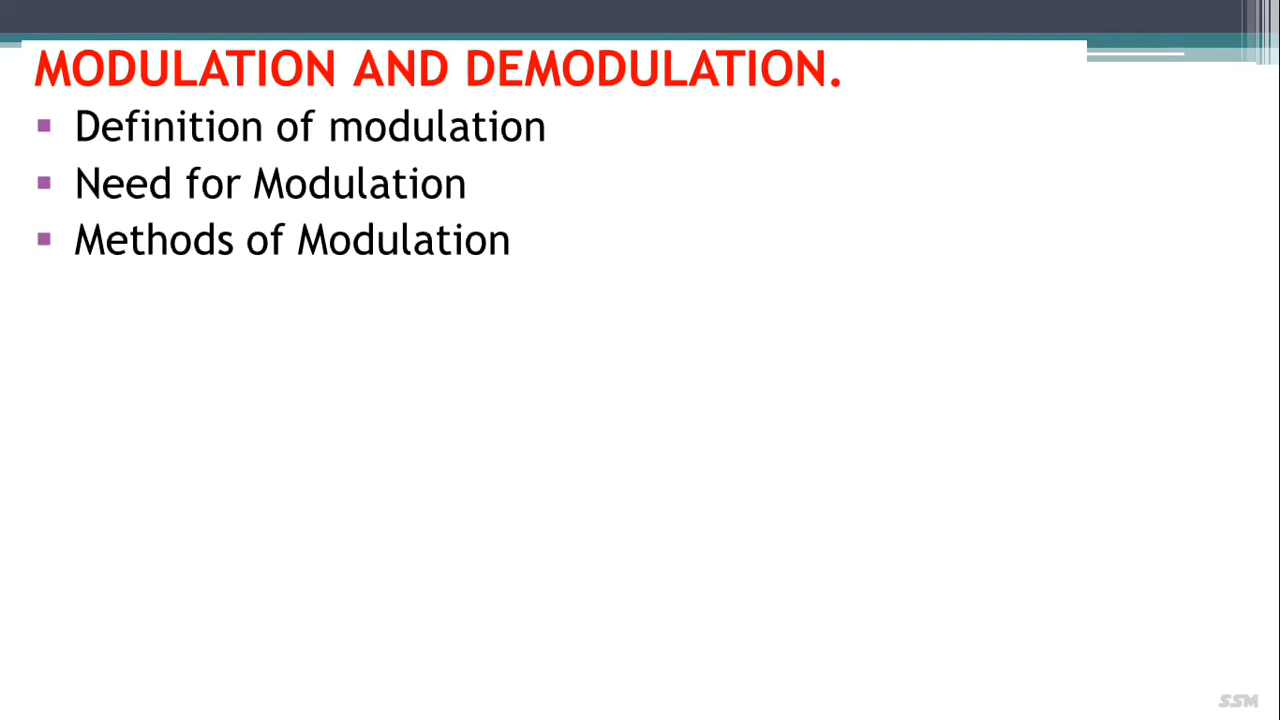 MODULATION AND DEMODULATION.
▪ Definition of modulation
▪ Need for Modulation
▪ Methods of Modulation
SSM